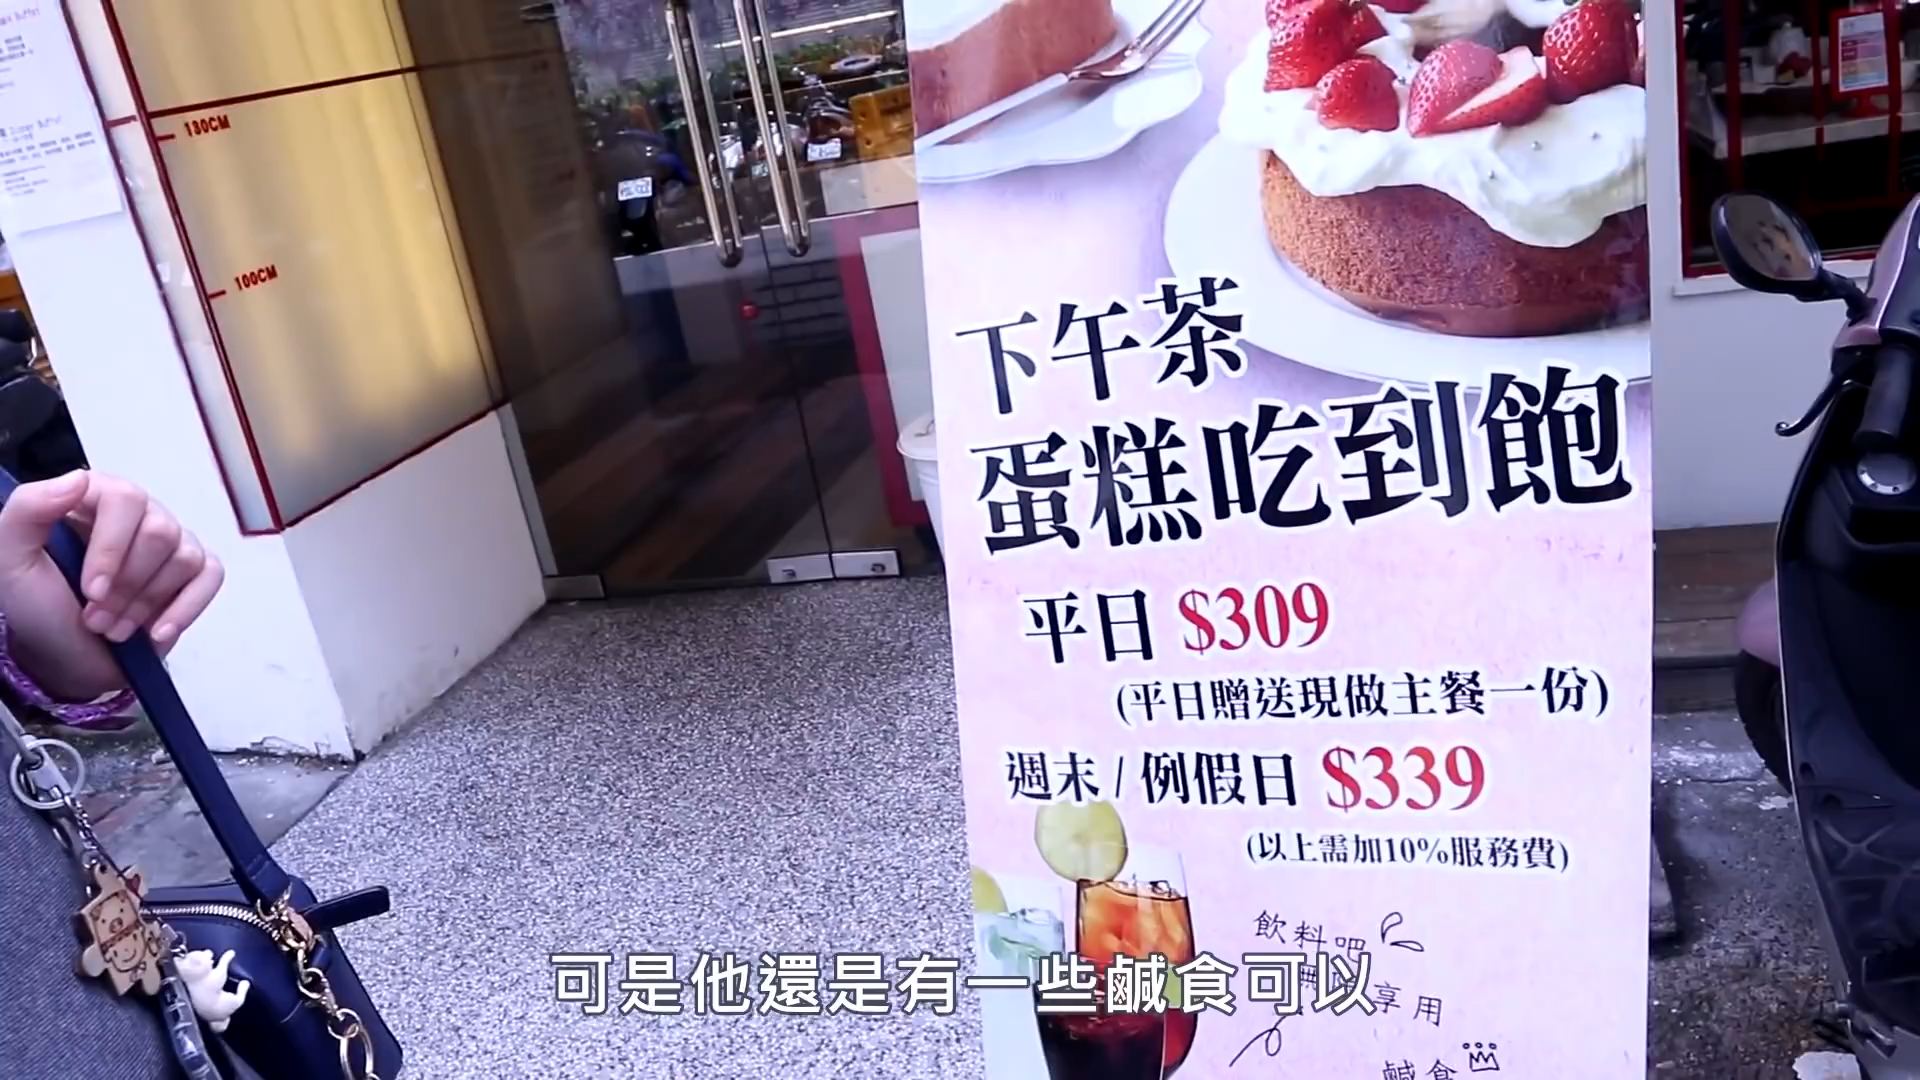 130CM
100CM
下午茶
蛋糕吃到飽
平日 $309
(平日贈送現做主餐一份)
週末 / 例假日 $339
(以上需加10%服務費)
飲料吧
享用
鹹食
可是他還是有一些鹹食可以